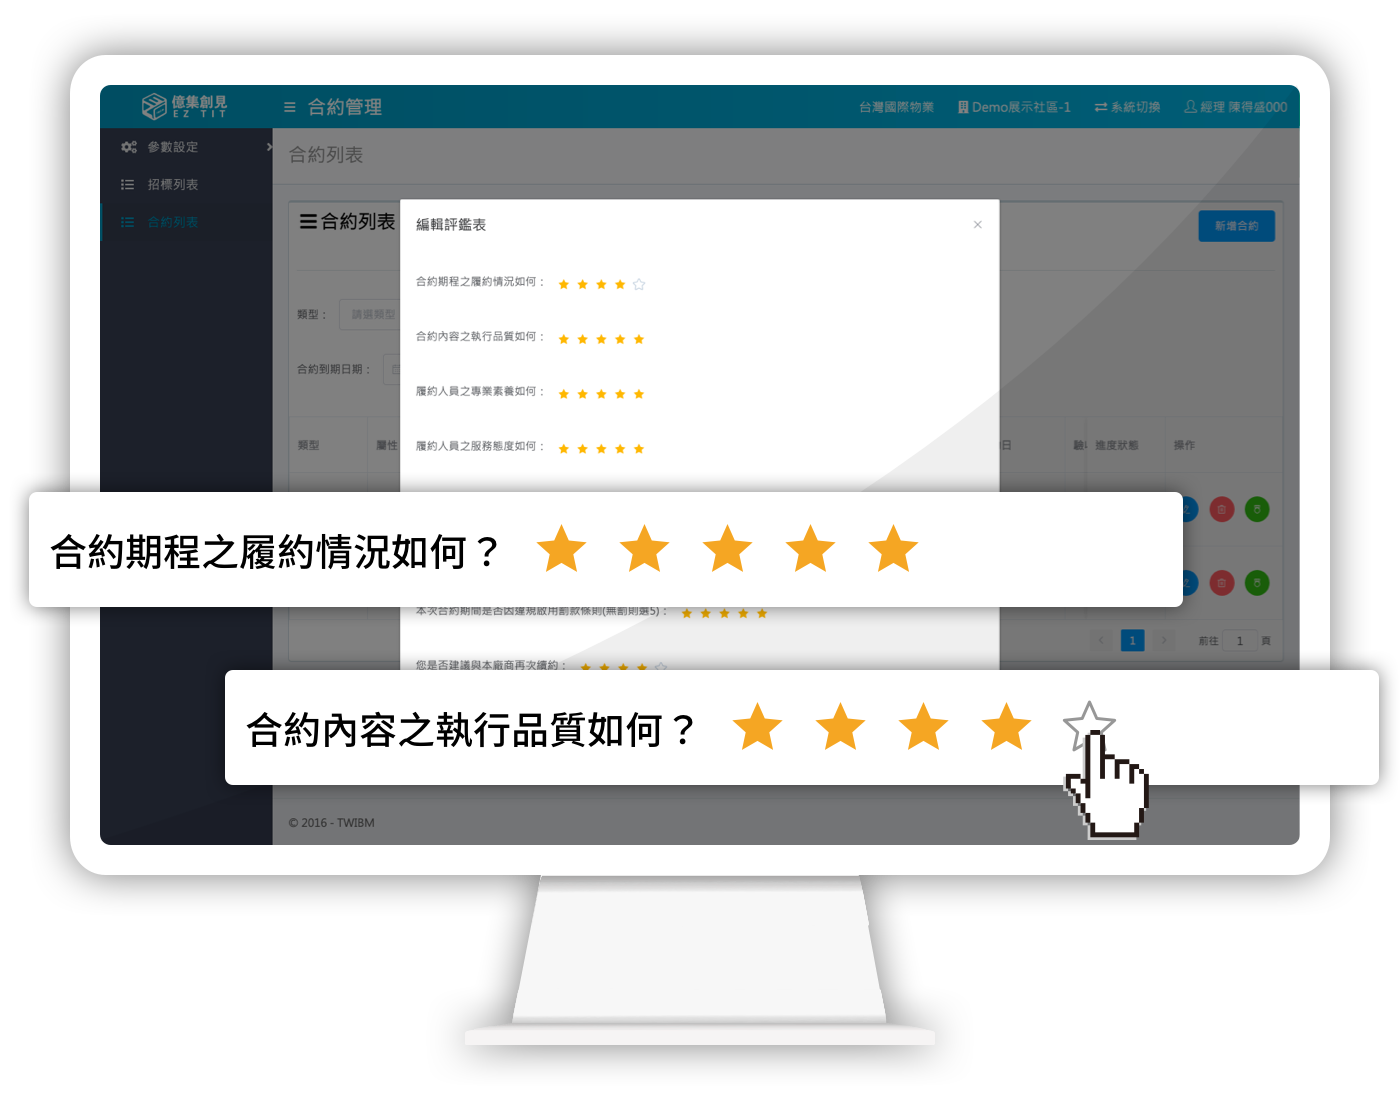 億集創見
EZ TIT
合約管理
台灣國際物業
Demo展示社區-1
系統切換
經理 陳得盛000
參數設定
招標列表
合約列表
合約列表
合約列表
新增合約
編輯評鑑表
合約期程之履約情況如何：
類型：
請選類型
合約內容之執行品質如何：
合約到期日期：
履約人員之專業素養如何：
類型
屬性
履約人員之服務態度如何：
日
進度狀態
操作
合約期程之履約情況如何？
本次合約期間是否因違規啟用罰款條則(無罰則選5)：
1
前往
1
頁
您是否建議與本廠商再次續約：
合約內容之執行品質如何？
© 2016 - TWIBM